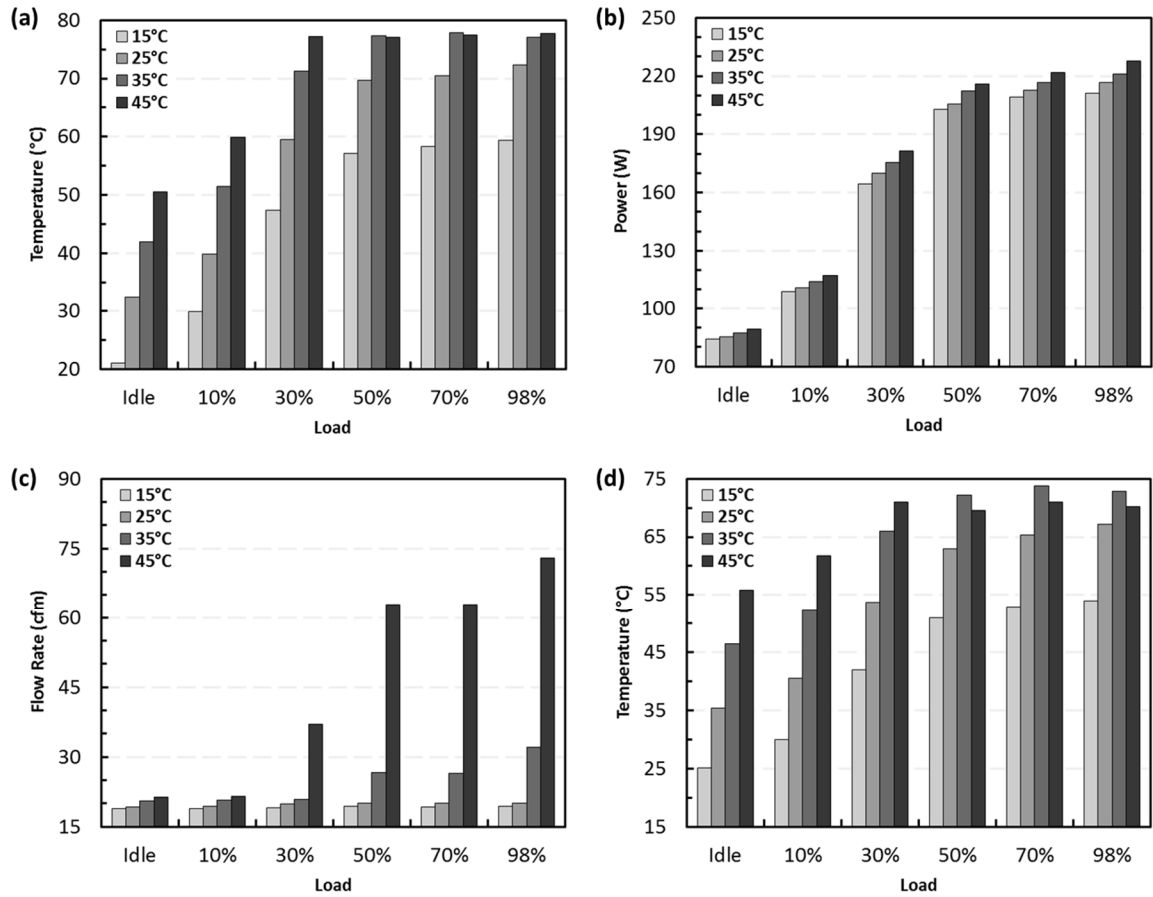 (a)
80
70
60
50
40
30
20
Temperature (°C)
15°C
25°C
35°C
45°C
Idle 10% 30% 50% 70% 98%
Load
(b)
250
220
190
160
130
100
70
Power (W)
15°C
25°C
35°C
45°C
Idle 10% 30% 50% 70% 98%
Load
(c)
90
75
60
45
30
15
Flow Rate (cfm)
15°C
25°C
35°C
45°C
Idle 10% 30% 50% 70% 98%
Load
(d)
75
65
55
45
35
25
15
Temperature (°C)
15°C
25°C
35°C
45°C
Idle 10% 30% 50% 70% 98%
Load